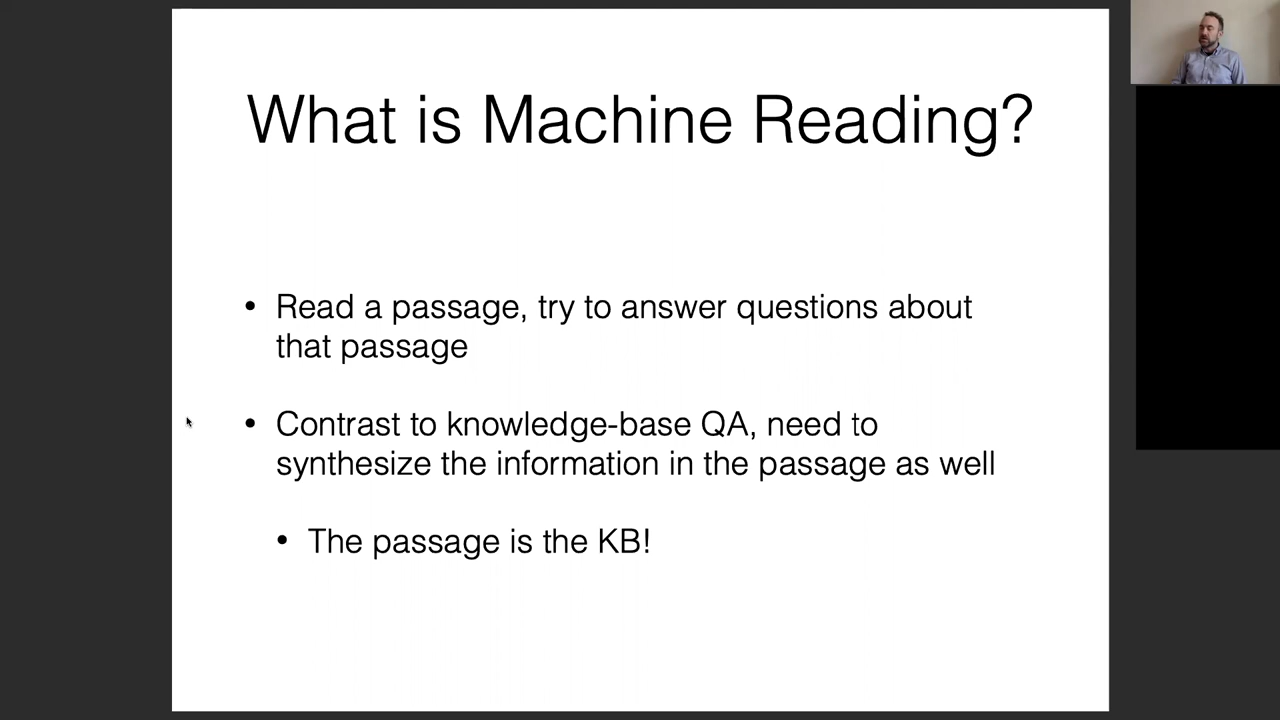 What is Machine Reading?
• Read a passage, try to answer questions about
that passage
• Contrast to knowledge-base QA, need to
synthesize the information in the passage as well
• The passage is the KB!